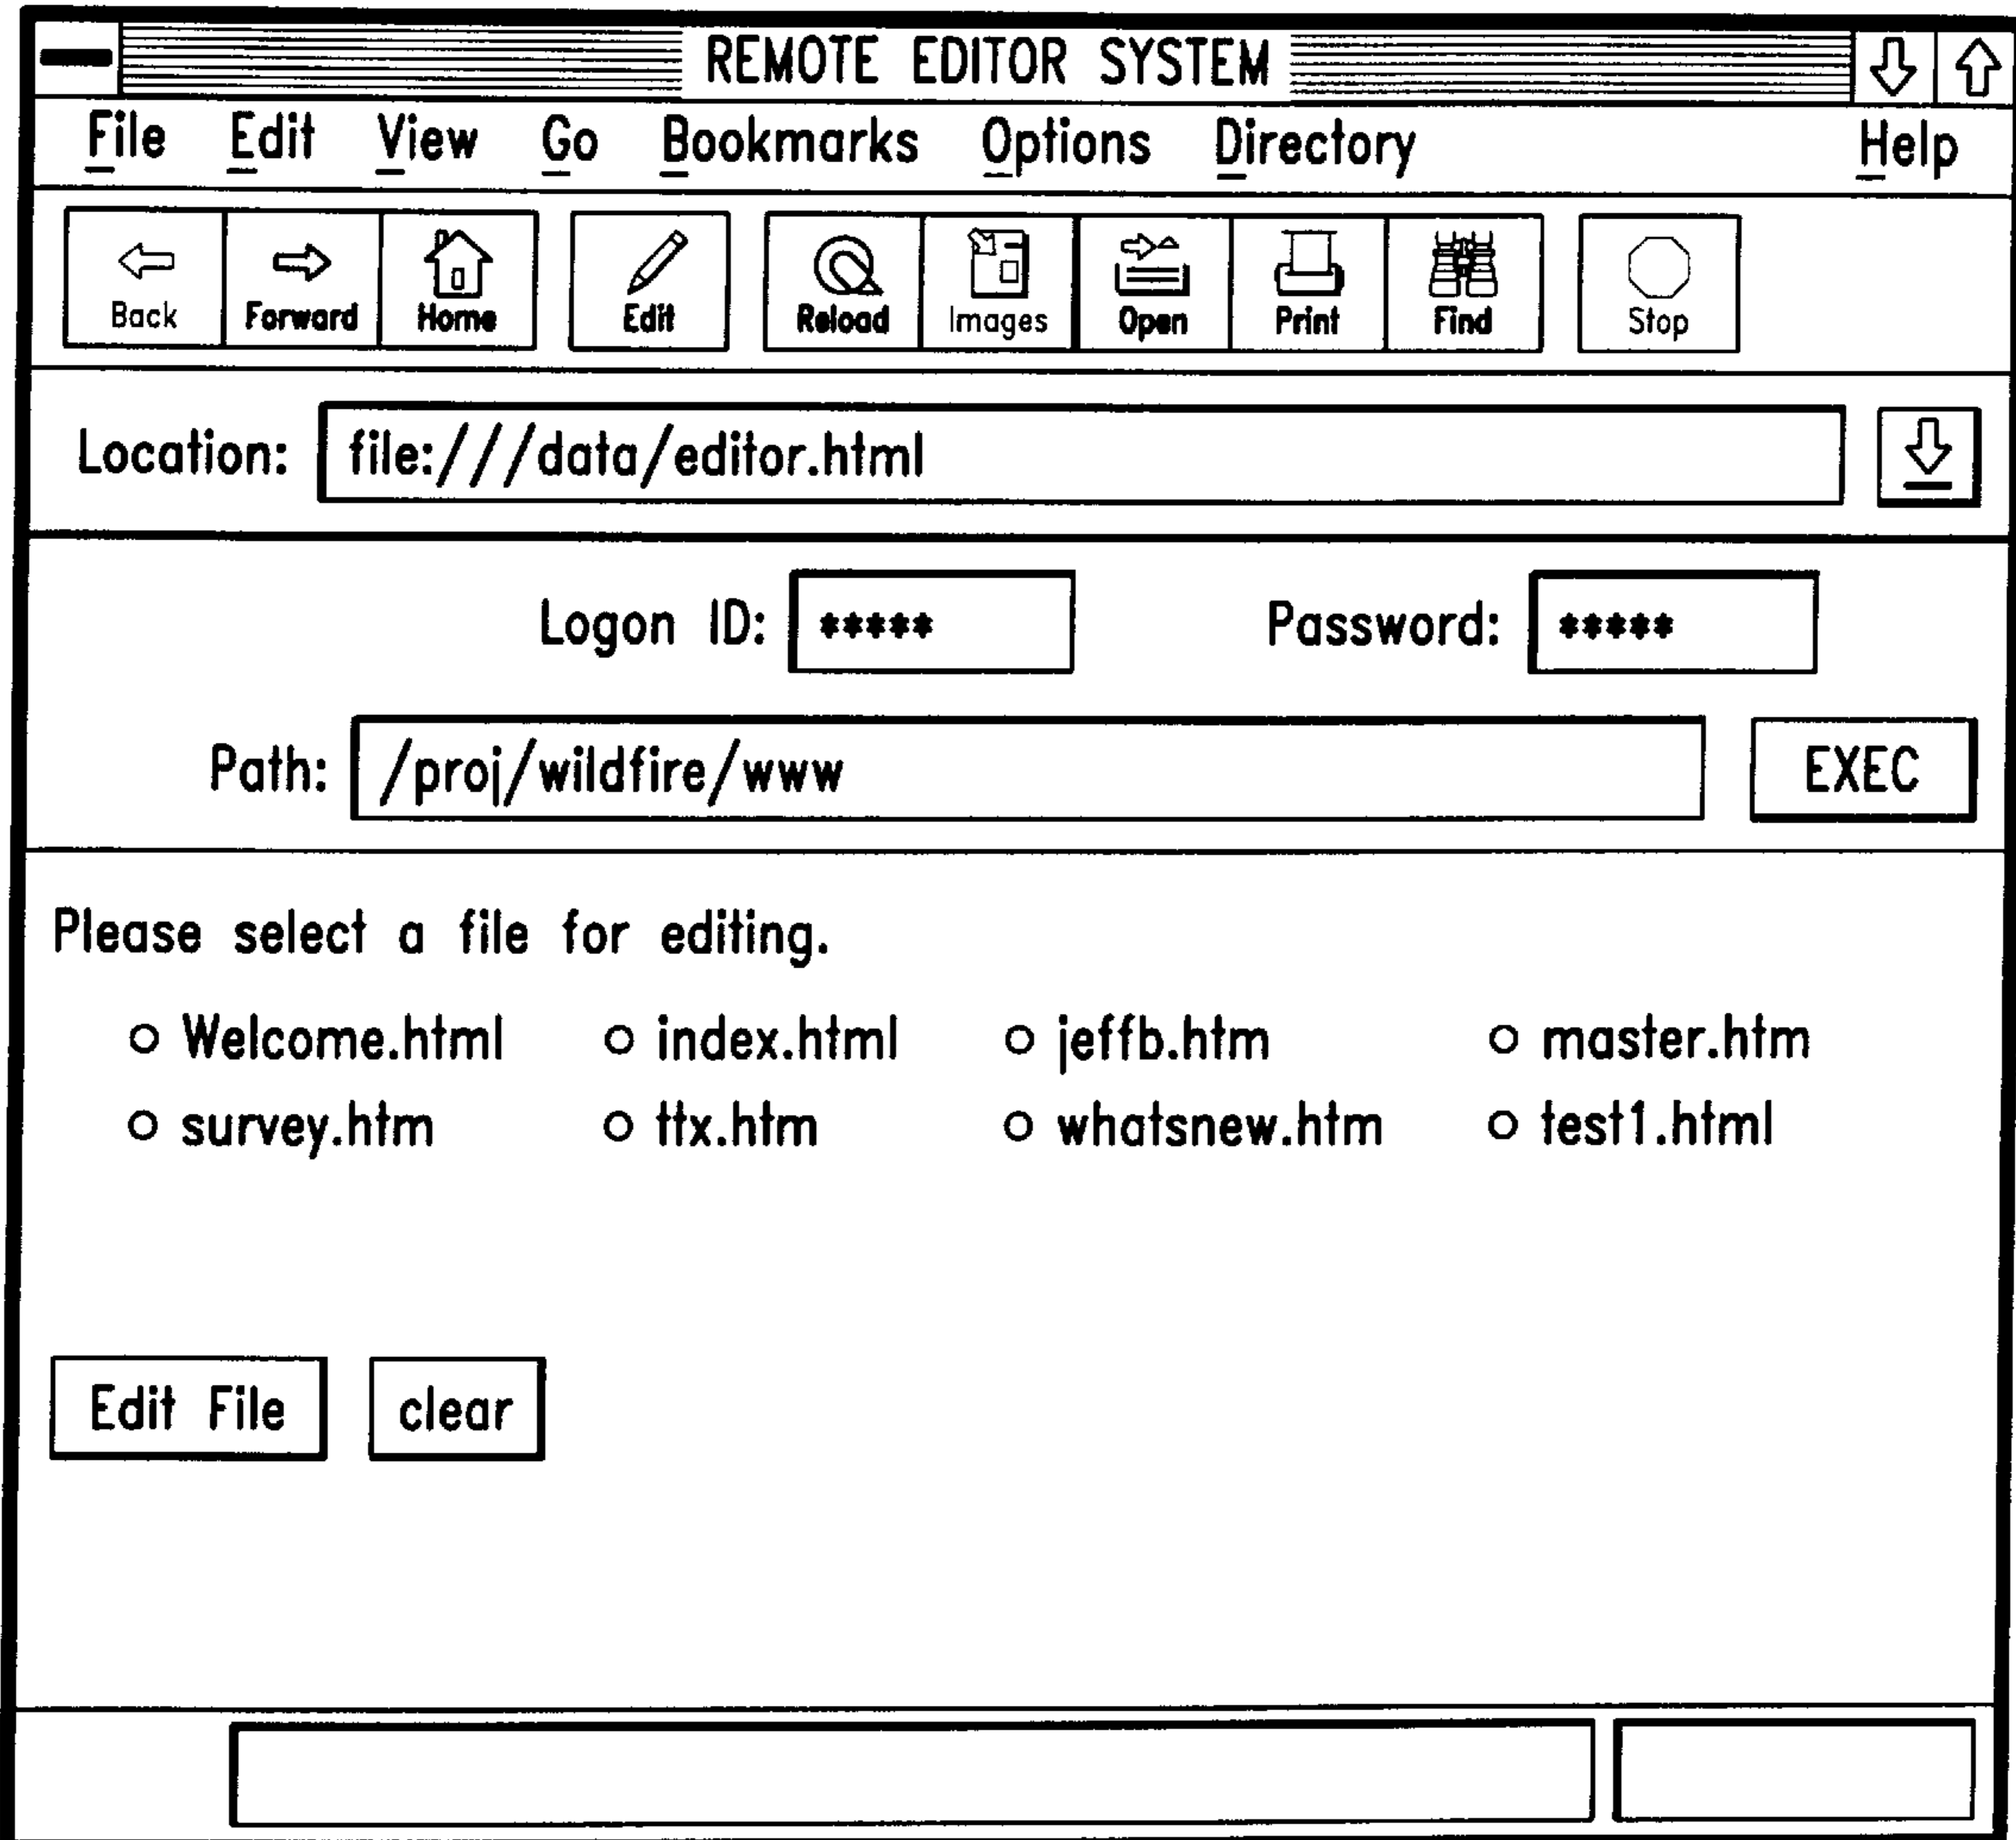 REMOTE EDITOR SYSTEM
File Edit View Go Bookmarks Options Directory Help
Back Forward Home Edit Reload Images Open Print Find Stop
Location: file:///data/editor.html
Logon ID: ***** Password: *****
Path: /proj/wildfire/www EXEC
Please select a file for editing.
Welcome.html index.html jeffb.htm master.htm
survey.htm ttx.htm whatsnew.htm test1.html
Edit File clear